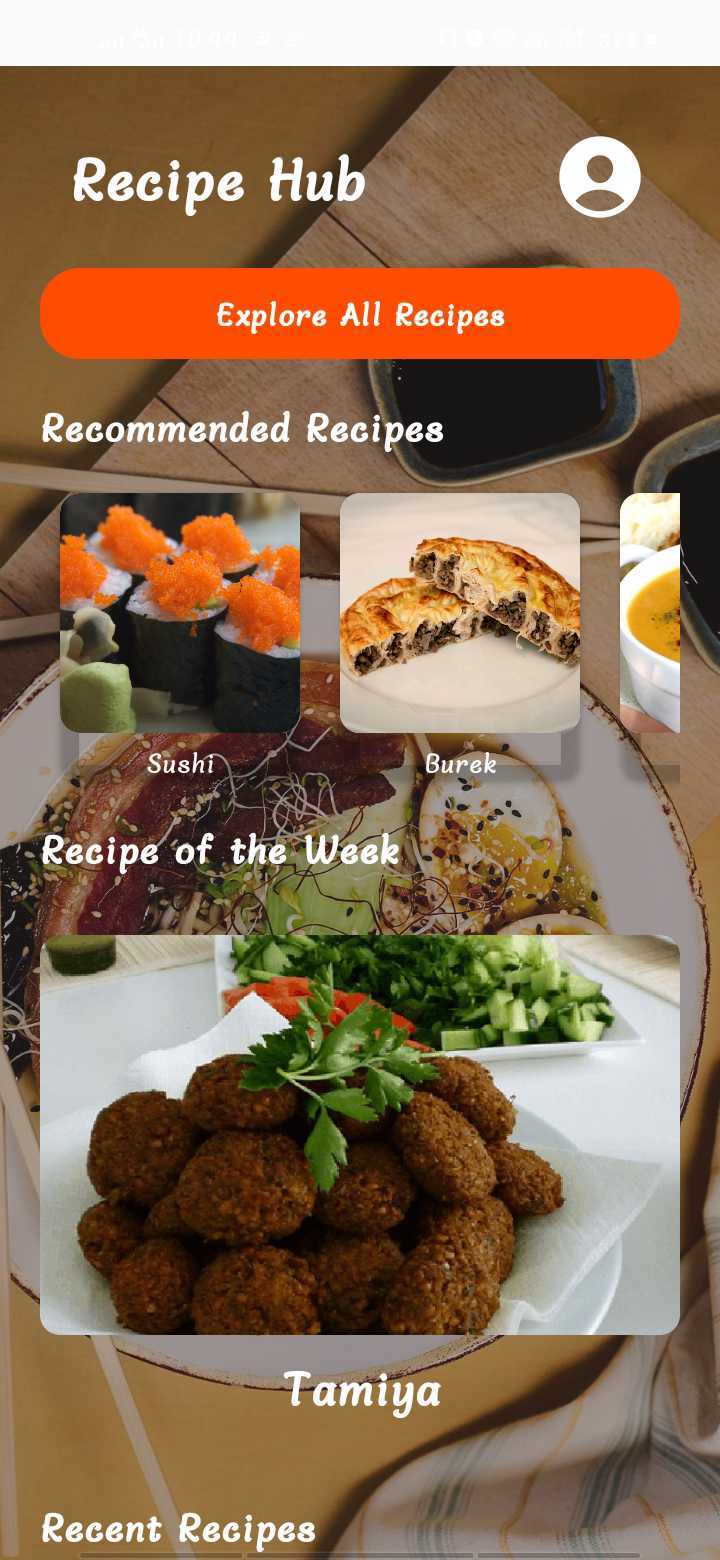 Recipe Hub
Explore All Recipes
Recommended Recipes
Sushi
Burek
Recipe of the Week
Tamiya
Recent Recipes